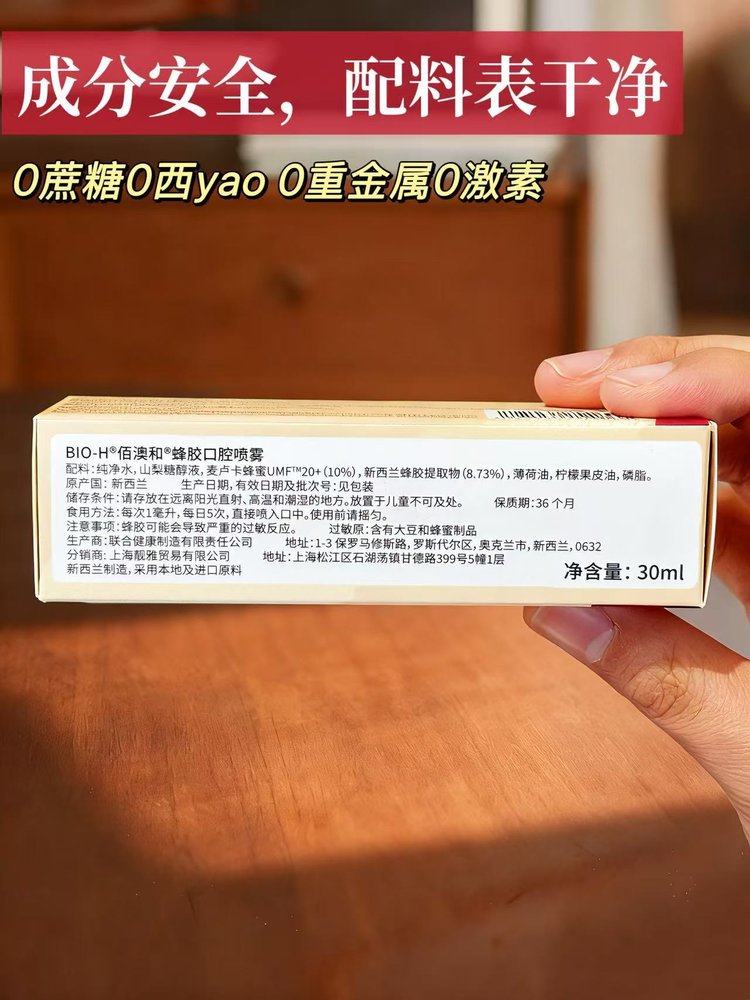 成分安全，配料表干净
0蔗糖0西yao 0重金属0激素
BIO-H®佰澳和®蜂胶口腔喷雾
配料：纯净水，山梨糖醇液，麦卢卡蜂蜜UMF™20+(10%)，新西兰蜂胶提取物(8.73%)，薄荷油，柠檬果皮油，磷脂。
原产国：新西兰 生产日期，有效日期及批次号：见包装
储存条件：请存放在远离阳光直射、高温和潮湿的地方。放置于儿童不可及处。 保质期：36个月
食用方法：每次1毫升，每日5次，直接喷入口中。使用前请摇匀。
注意事项：蜂胶可能会导致严重的过敏反应。 过敏原：含有大豆和蜂蜜制品
生产商：联合健康制造有限责任公司 地址：1-3 保罗马修斯路，罗斯代尔区，奥克兰市，新西兰，0632
分销商：上海靓雅贸易有限公司 地址：上海松江区石湖荡镇甘德路399号5幢1层
新西兰制造，采用本地及进口原料 净含量：30ml